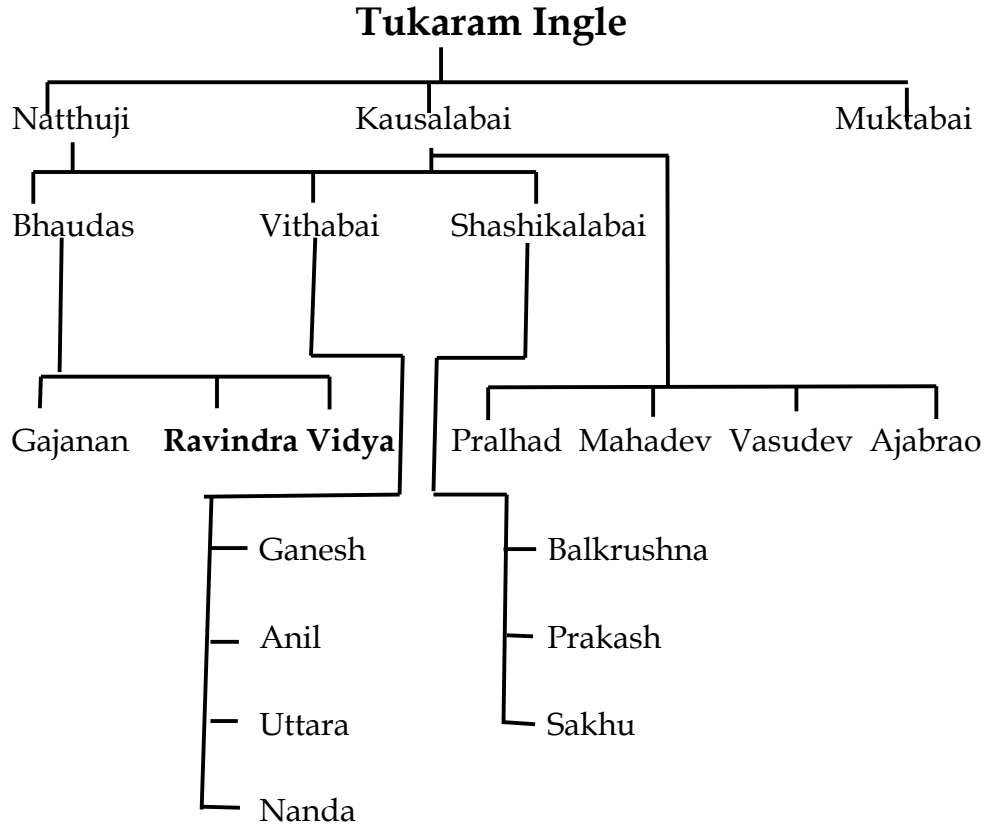 Tukaram Ingle
Natthuji Kausalabai Muktabai
Bhaudas Vithabai Shashikalabai
Gajanan Ravindra Vidya Pralhad Mahadev Vasudev Ajabrao
Ganesh Balkrushna
Anil Prakash
Uttara Sakhu
Nanda